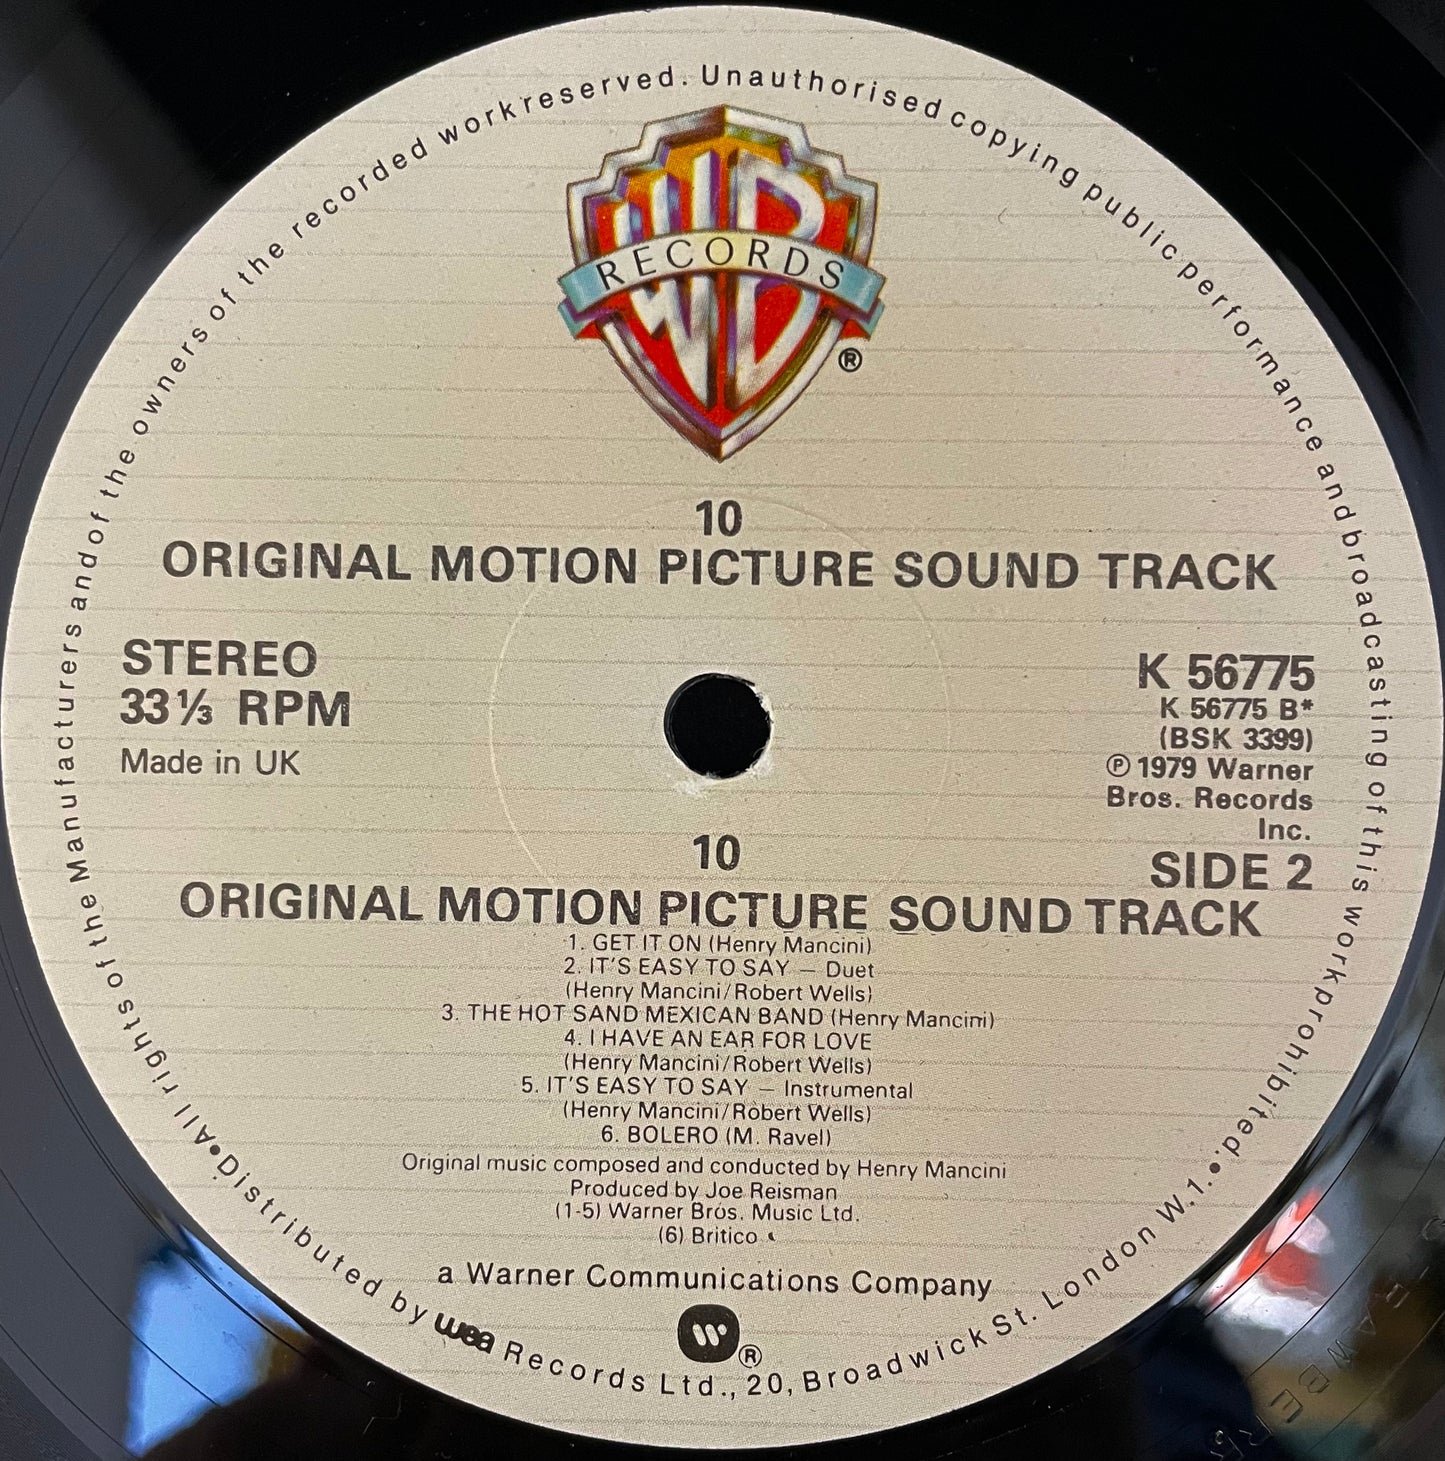 All rights of the Manufacturers and of the owners of the recorded work reserved. Unauthorised copying public performance and broadcasting of this work prohibited.
WB
RECORDS
®
10
ORIGINAL MOTION PICTURE SOUND TRACK
STEREO
33⅓ RPM
Made in UK
K 56775
K 56775 B*
(BSK 3399)
℗ 1979 Warner
Bros. Records
Inc.
SIDE 2
10
ORIGINAL MOTION PICTURE SOUND TRACK
1. GET IT ON (Henry Mancini)
2. IT'S EASY TO SAY — Duet
(Henry Mancini/Robert Wells)
3. THE HOT SAND MEXICAN BAND (Henry Mancini)
4. I HAVE AN EAR FOR LOVE
(Henry Mancini/Robert Wells)
5. IT'S EASY TO SAY — Instrumental
(Henry Mancini/Robert Wells)
6. BOLERO (M. Ravel)
Original music composed and conducted by Henry Mancini
Produced by Joe Reisman
(1-5) Warner Bros. Music Ltd.
(6) Britico
a Warner Communications Company
®
Distributed by wea Records Ltd., 20, Broadwick St. London W.1.